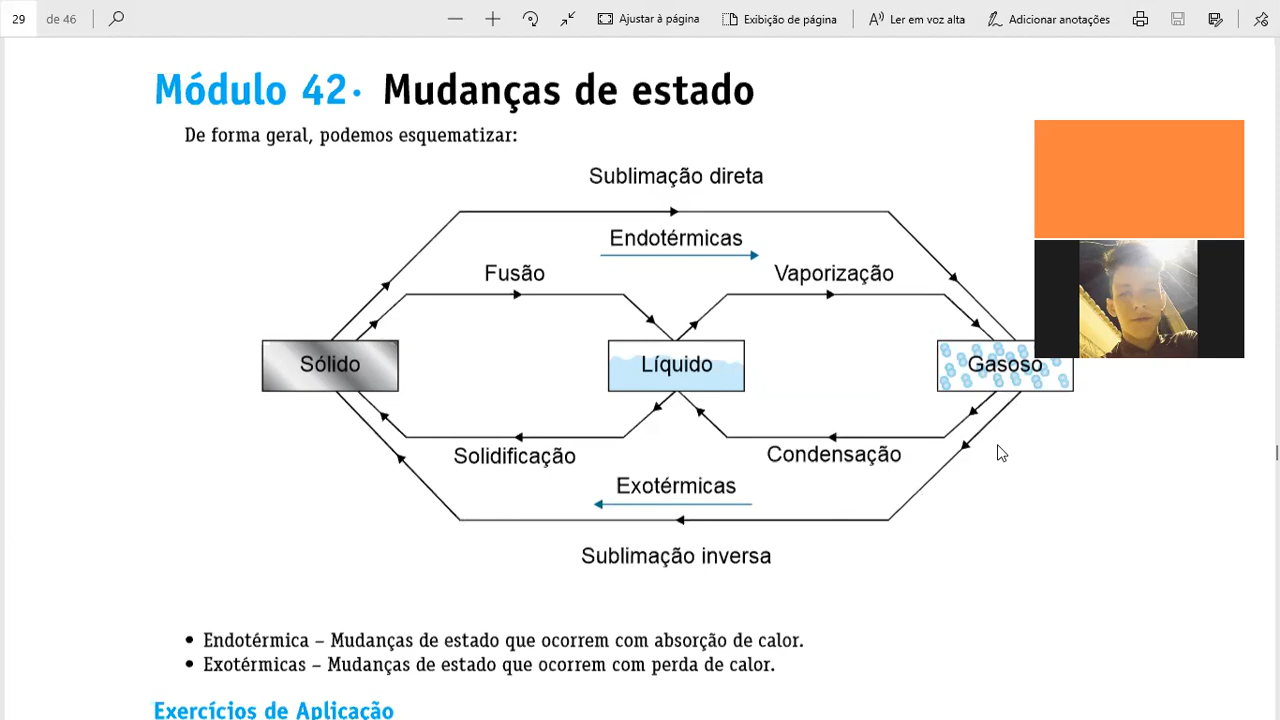 29 de 46 Ajustar à página Exibição de página Ler em voz alta Adicionar anotações
Módulo 42· Mudanças de estado
De forma geral, podemos esquematizar:
Sublimação direta
Endotérmicas
Fusão Vaporização
Sólido Líquido Gasoso
Solidificação Condensação
Exotérmicas
Sublimação inversa
• Endotérmica – Mudanças de estado que ocorrem com absorção de calor.
• Exotérmicas – Mudanças de estado que ocorrem com perda de calor.
Exercícios de Aplicação